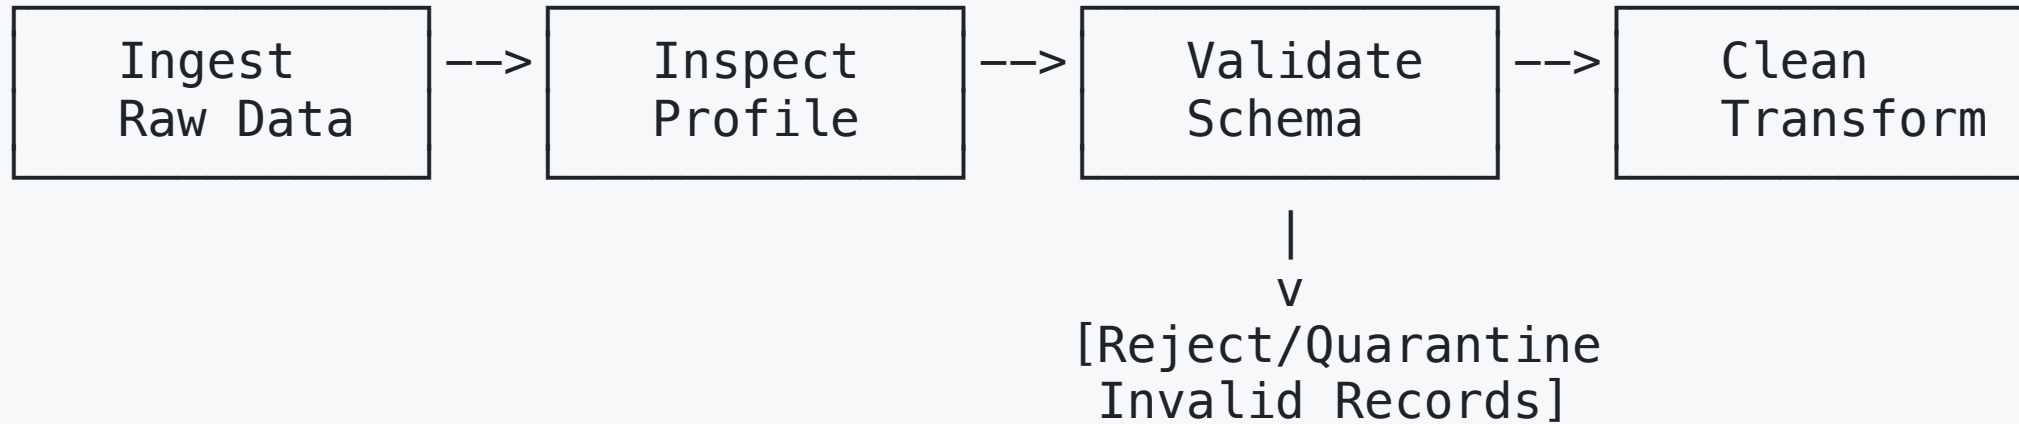 Ingest --> Inspect --> Validate --> Clean
Raw Data Profile Schema Transform
|
v
[Reject/Quarantine
Invalid Records]